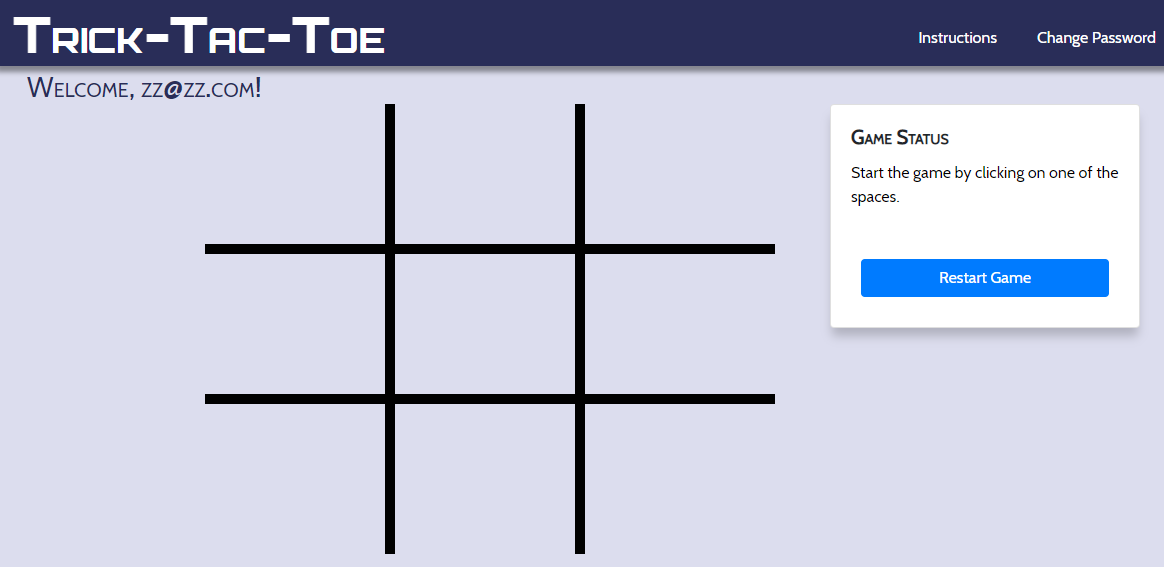 Trick-Tac-Toe
Instructions
Change Password
Welcome, zz@zz.com!
Game Status
Start the game by clicking on one of the
spaces.
Restart Game